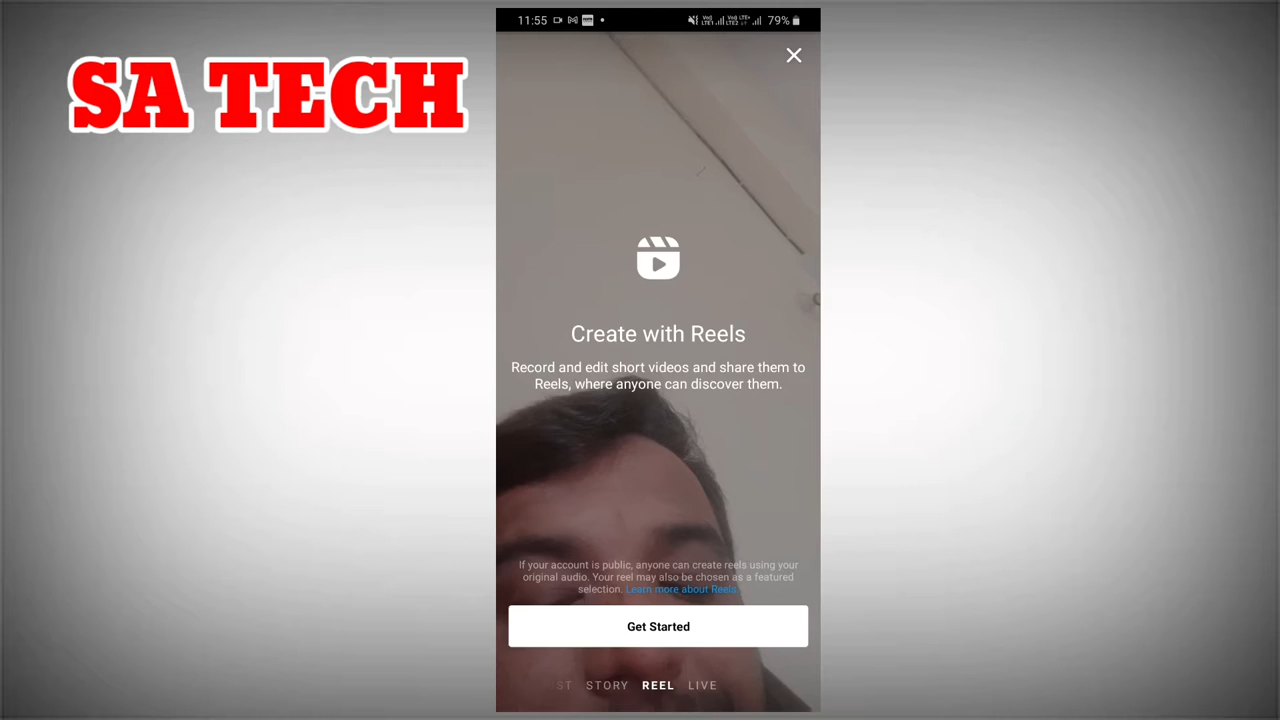 SA TECH
11:55
79%
Create with Reels
Record and edit short videos and share them to
Reels, where anyone can discover them.
If your account is public, anyone can create reels using your
original audio. Your reel may also be chosen as a featured
selection. Learn more about Reels
Get Started
ST STORY REEL LIVE